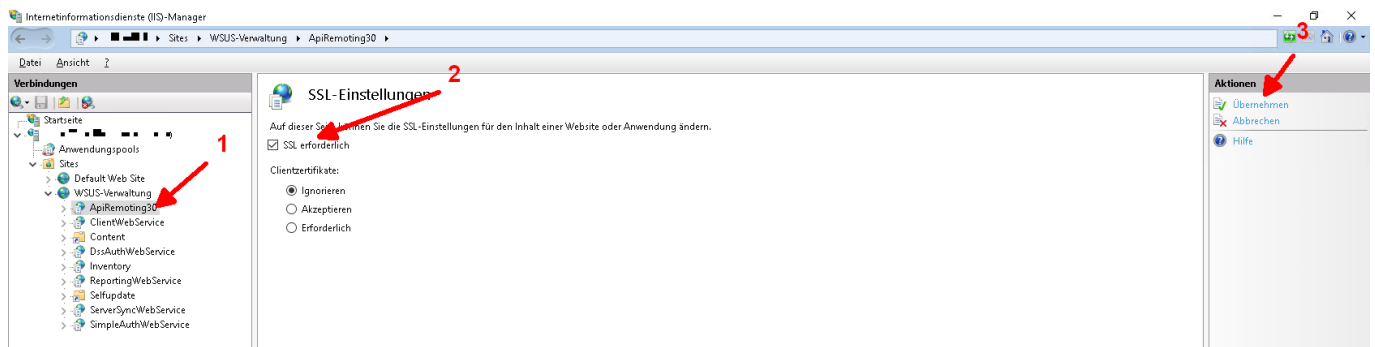 Internetinformationsdienste (IIS)-Manager
Sites WSUS-Verwaltung ApiRemoting30
3
Datei Ansicht ?
Verbindungen
Startseite
Anwendungspools
Sites
Default Web Site
WSUS-Verwaltung
ApiRemoting30
ClientWebService
Content
DssAuthWebService
Inventory
ReportingWebService
Selfupdate
ServerSyncWebService
SimpleAuthWebService
1
2
SSL-Einstellungen
Auf dieser Seite können Sie die SSL-Einstellungen für den Inhalt einer Website oder Anwendung ändern.
SSL erforderlich
Clientzertifikate:
Ignorieren
Akzeptieren
Erforderlich
Aktionen
Übernehmen
Abbrechen
Hilfe